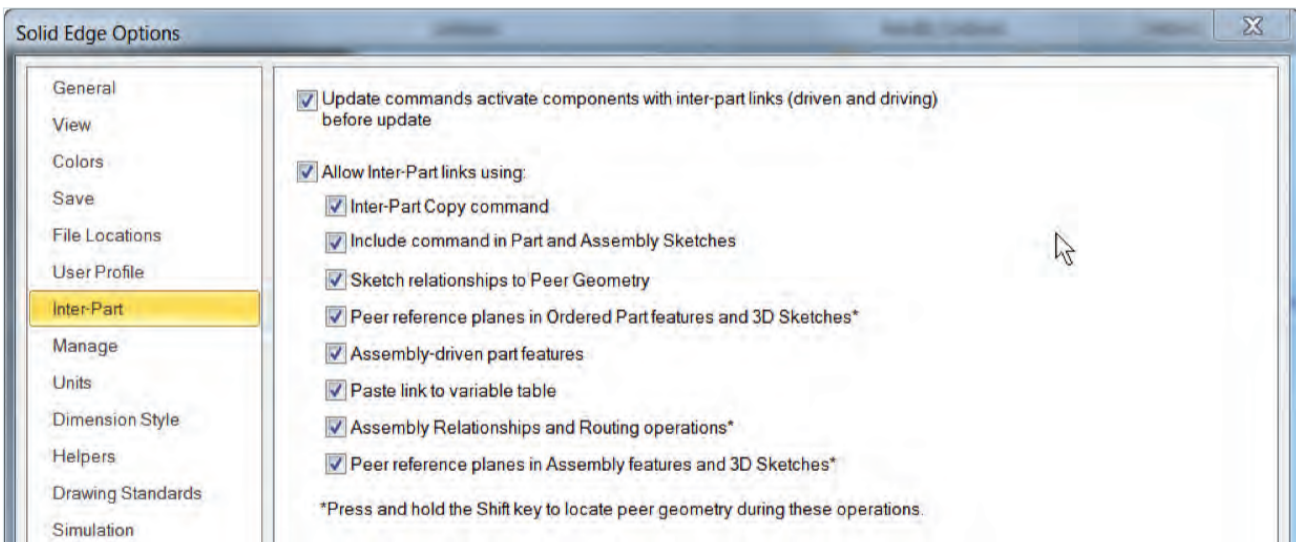 Solid Edge Options
General
View
Colors
Save
File Locations
User Profile
Inter-Part
Manage
Units
Dimension Style
Helpers
Drawing Standards
Simulation
Update commands activate components with inter-part links (driven and driving)
before update
Allow Inter-Part links using:
Inter-Part Copy command
Include command in Part and Assembly Sketches
Sketch relationships to Peer Geometry
Peer reference planes in Ordered Part features and 3D Sketches*
Assembly-driven part features
Paste link to variable table
Assembly Relationships and Routing operations*
Peer reference planes in Assembly features and 3D Sketches*
*Press and hold the Shift key to locate peer geometry during these operations.